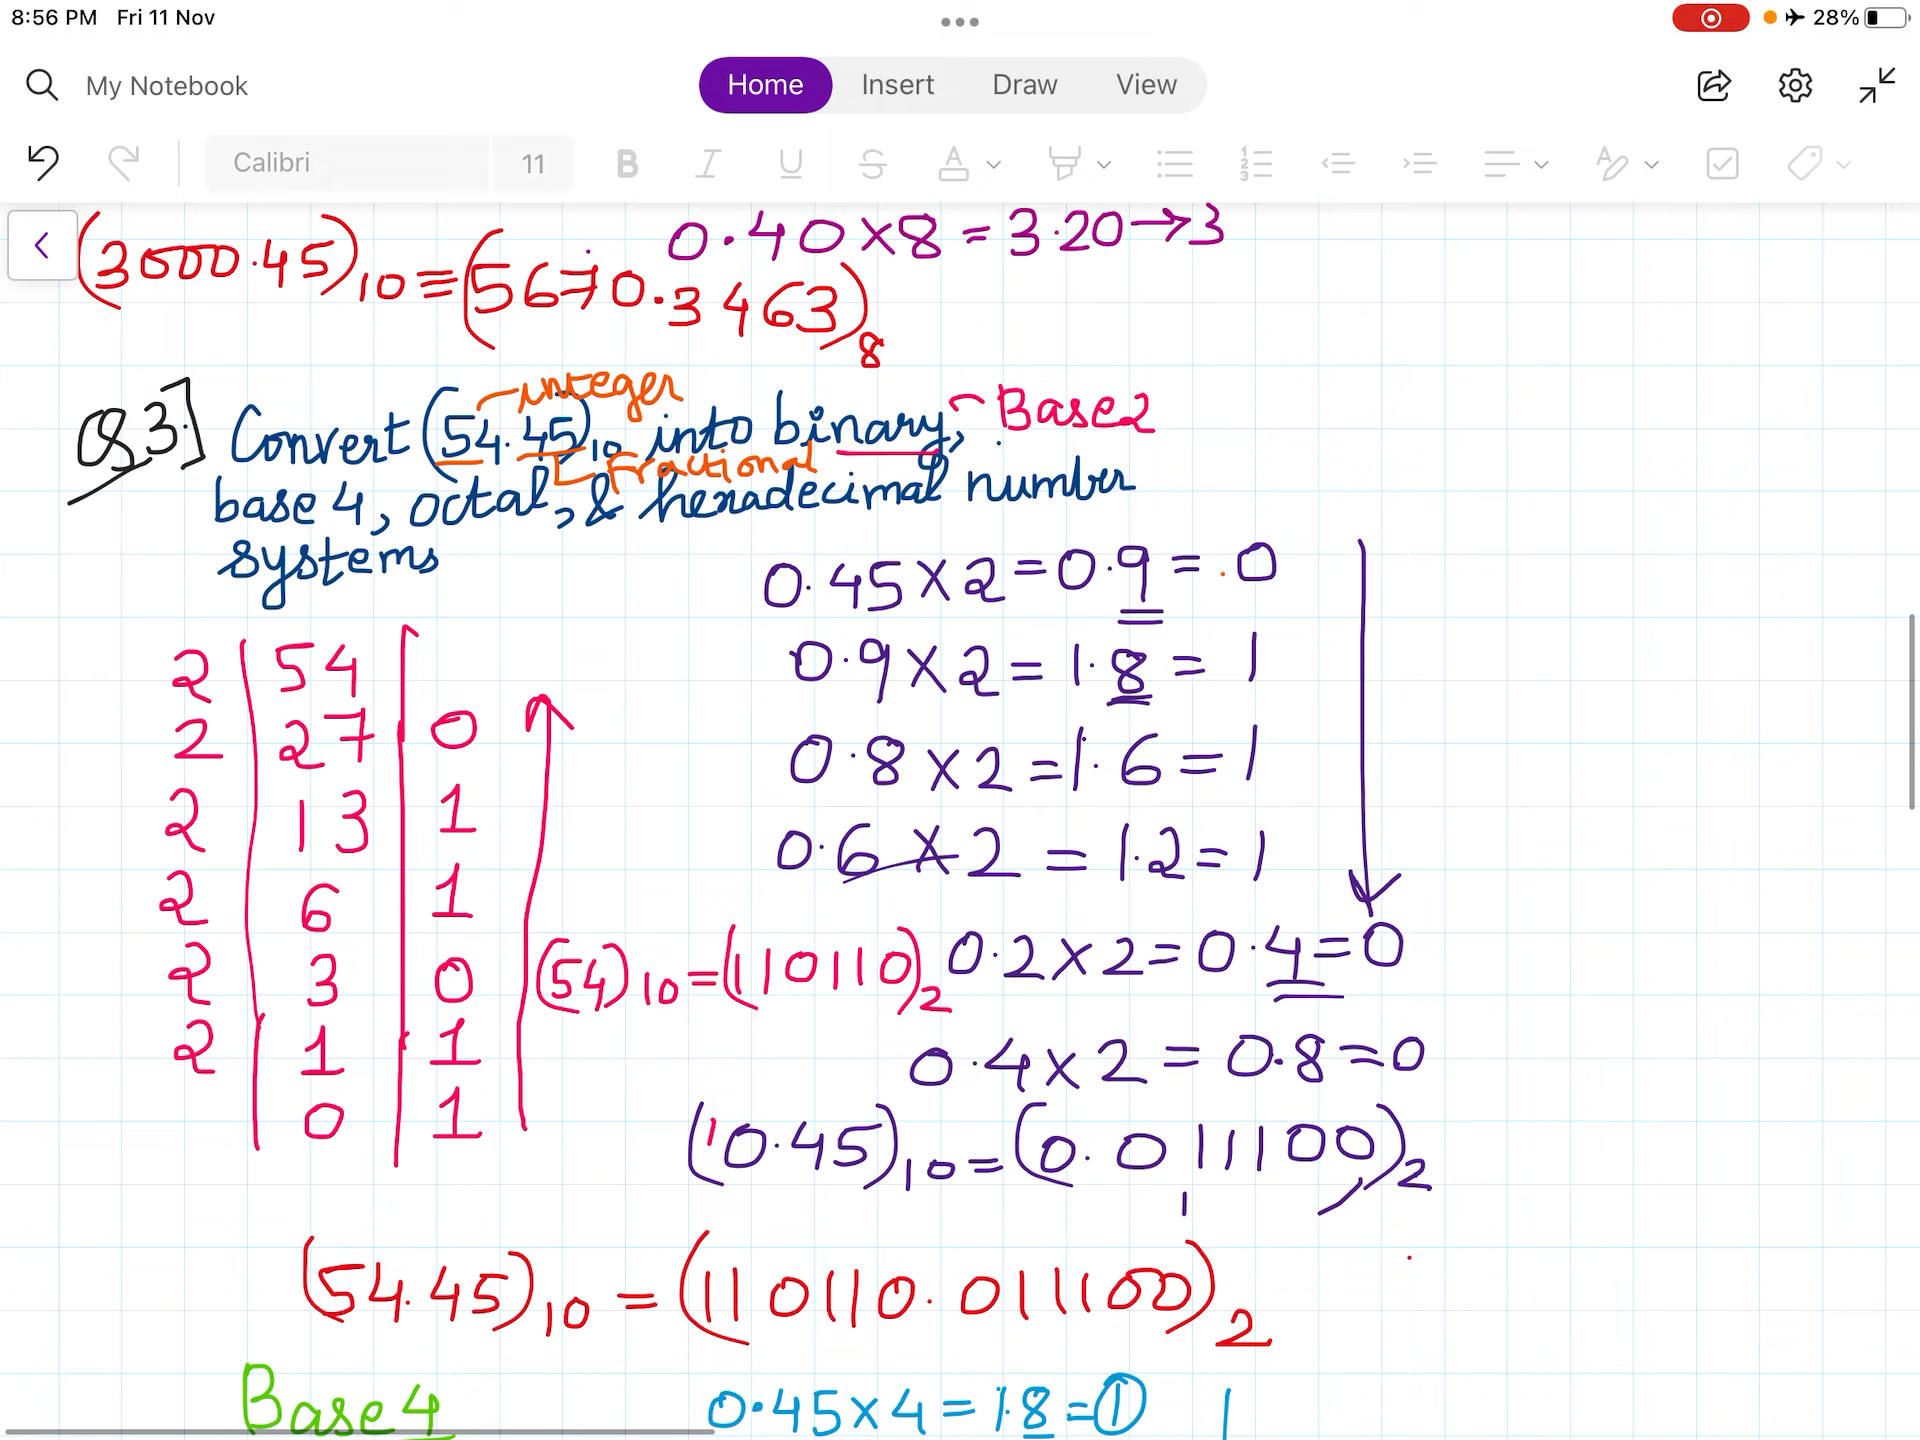 8:56 PM Fri 11 Nov
28%
My Notebook
Home Insert Draw View
Calibri 11 B I U S A
0.40×8 = 3.20→3
(3000.45)10 ≡ (5670.3463)8
Q3.] Convert (54.45)10 into binary, Base 2
integer
Fractional
base 4, octal, & hexadecimal number
systems
0.45×2=0.9 = .0
0.9×2 = 1.8 = 1
0.8×2=1.6 = 1
0.6×2 = 1.2 = 1
0.2×2=0.4=0
0.4×2 = 0.8=0
2 54
2 27 0
2 13 1
2 6 1
2 3 0
2 1 1
0 1
(54)10=(110110)2
(0.45)10=(0.011100)2
(54.45)10 = (110110.011100)2
Base 4
0.45×4=1.8=1 1